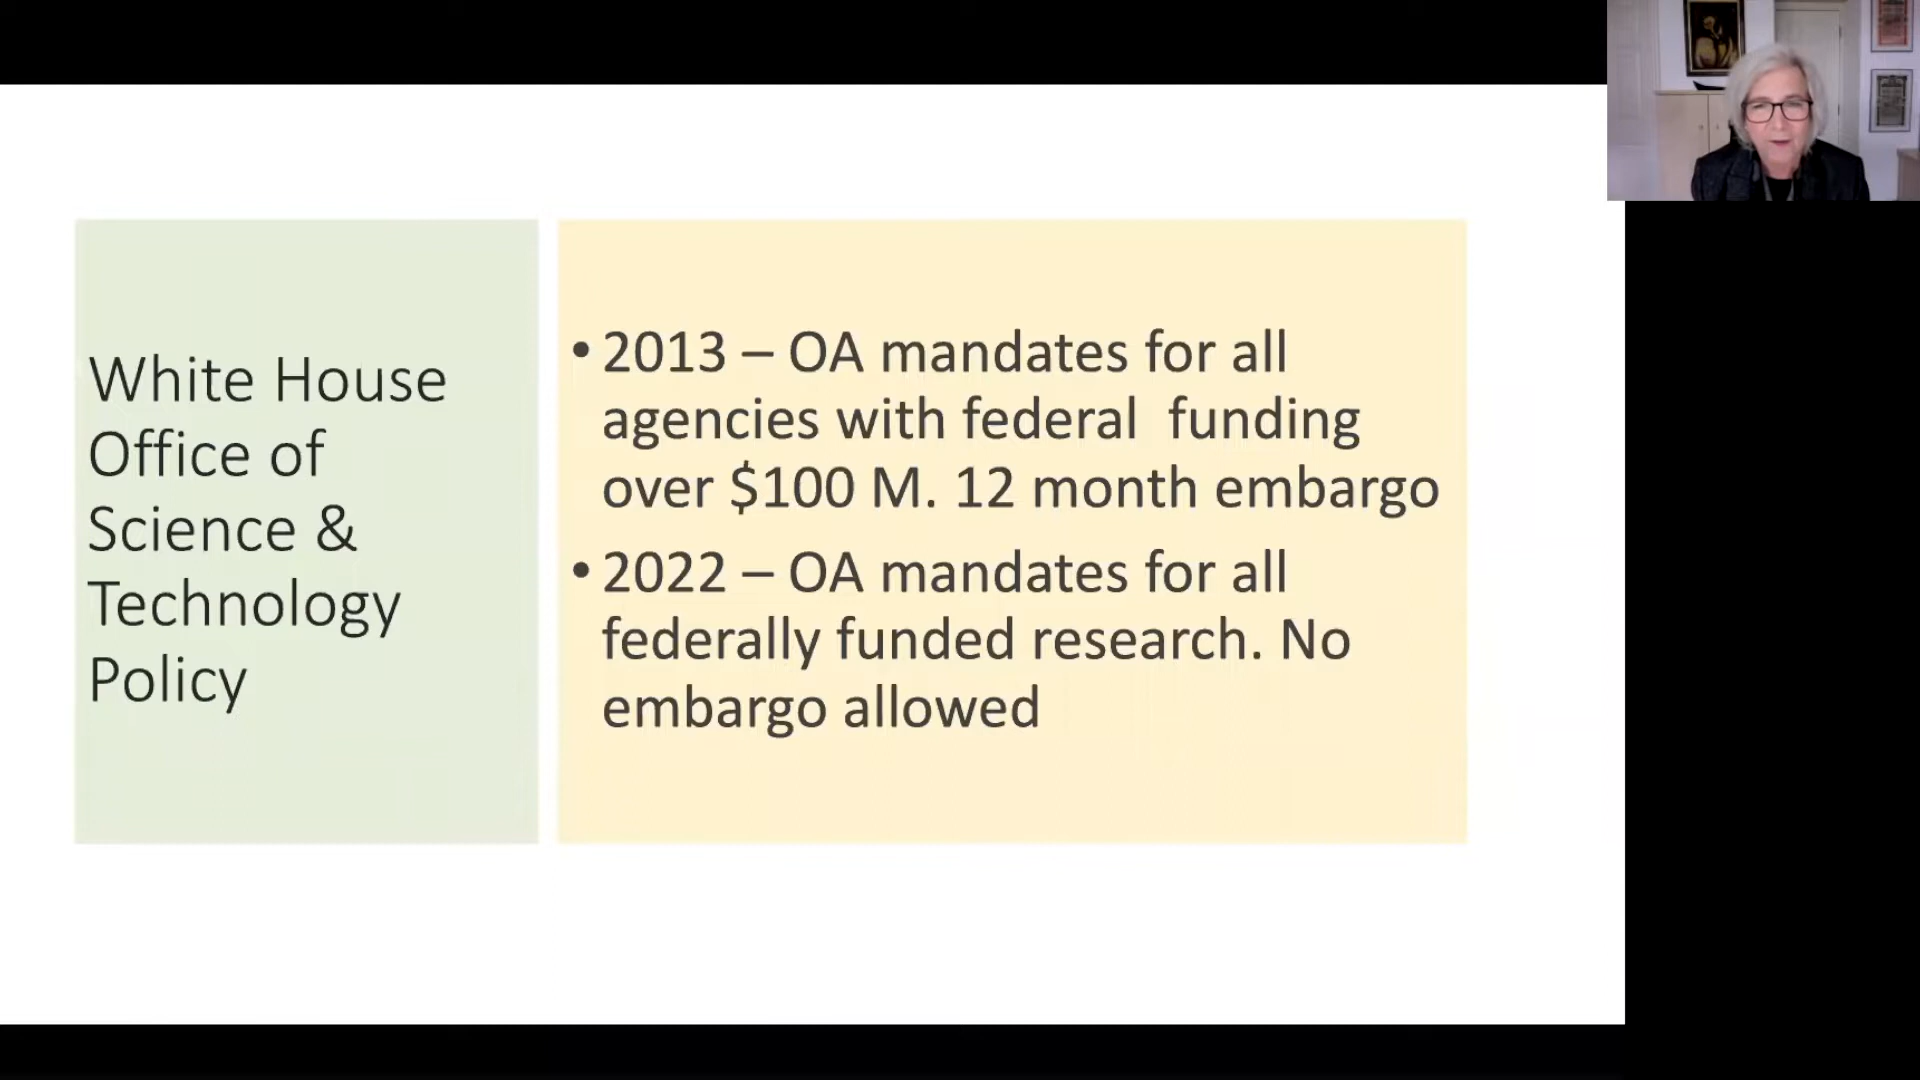 White House
Office of
Science &
Technology
Policy
• 2013 – OA mandates for all
agencies with federal  funding
over $100 M. 12 month embargo
• 2022 – OA mandates for all
federally funded research. No
embargo allowed